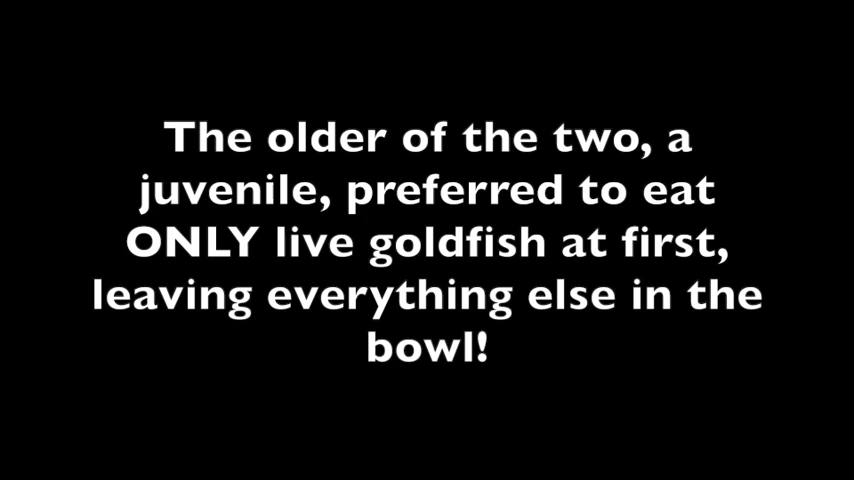 The older of the two, a
juvenile, preferred to eat
ONLY live goldfish at first,
leaving everything else in the
bowl!